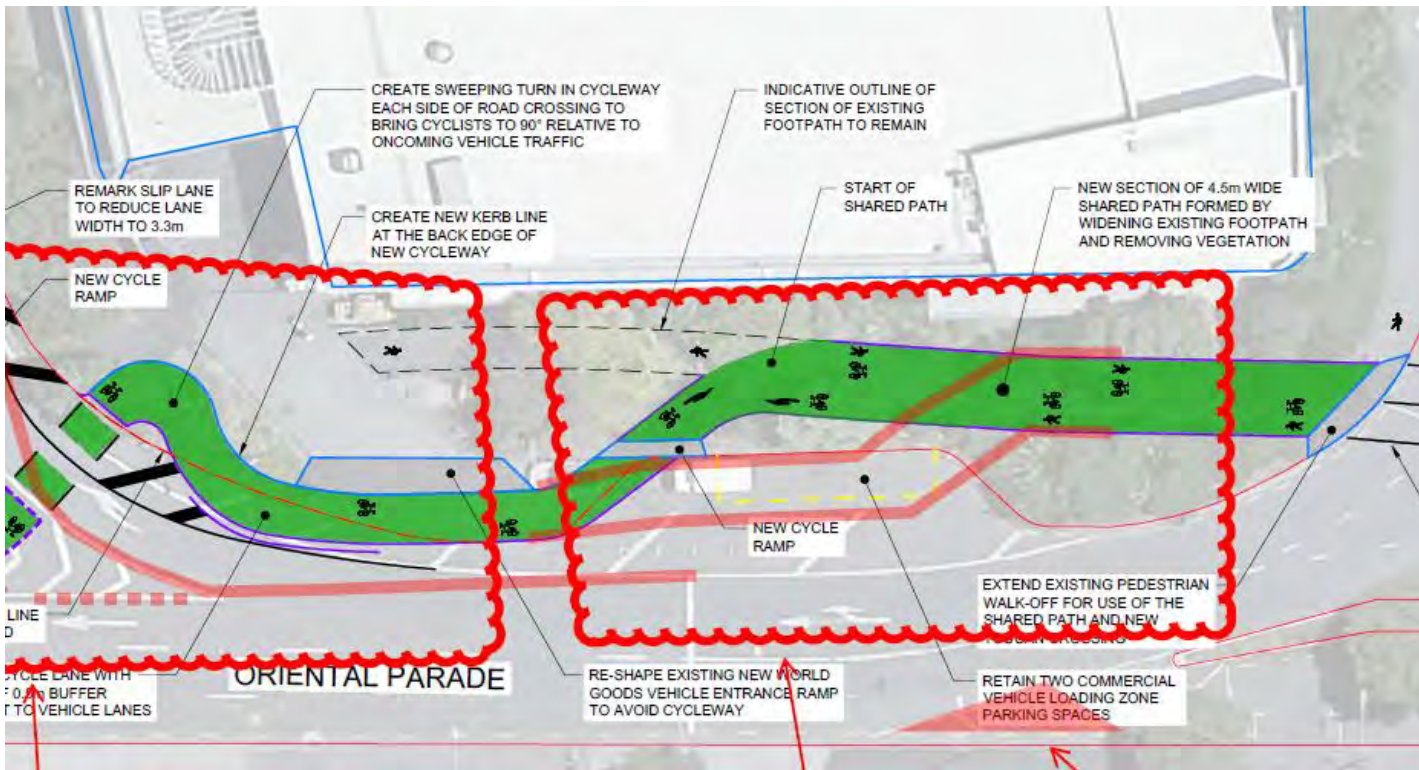 CREATE SWEEPING TURN IN CYCLEWAY
EACH SIDE OF ROAD CROSSING TO
BRING CYCLISTS TO 90° RELATIVE TO
ONCOMING VEHICLE TRAFFIC
INDICATIVE OUTLINE OF
SECTION OF EXISTING
FOOTPATH TO REMAIN
REMARK SLIP LANE
TO REDUCE LANE
WIDTH TO 3.3m
CREATE NEW KERB LINE
AT THE BACK EDGE OF
NEW CYCLEWAY
START OF
SHARED PATH
NEW SECTION OF 4.5m WIDE
SHARED PATH FORMED BY
WIDENING EXISTING FOOTPATH
AND REMOVING VEGETATION
NEW CYCLE
RAMP
NEW CYCLE
RAMP
EXTEND EXISTING PEDESTRIAN
WALK-OFF FOR USE OF THE
SHARED PATH AND NEW
CROSSING
LINE
D
CYCLE LANE WITH
BUFFER
TO VEHICLE LANES
ORIENTAL PARADE
RE-SHAPE EXISTING NEW WORLD
GOODS VEHICLE ENTRANCE RAMP
TO AVOID CYCLEWAY
RETAIN TWO COMMERCIAL
VEHICLE LOADING ZONE
PARKING SPACES